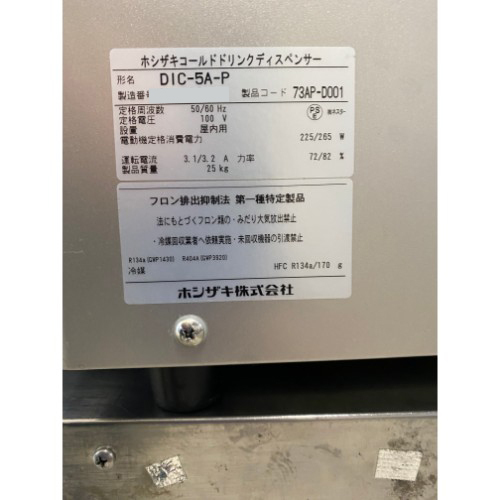 ホシザキコールドドリンクディスペンサー
形名 DIC-5A-P
製造番号 製品コード 73AP-D001
定格周波数 50/60 Hz
定格電圧 100 V
設置 屋内用
電動機定格消費電力 225/265 W
運転電流 3.1/3.2 A 力率 72/82 %
製品質量 25 kg
PS
E
フロン排出抑制法 第一種特定製品
法にもとづくフロン類の・みだり大気放出禁止
・冷媒回収業者へ依頼実施・未回収機器の引渡禁止
R134a(GWP1430) R404A(GWP3920)
冷媒 HFC R134a/170 g
ホシザキ株式会社